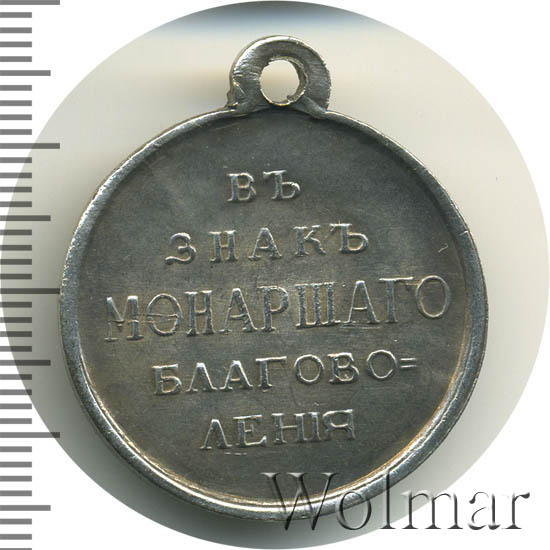 ВЪ
ЗНАКЪ
МОНАРШАГО
БЛАГОВО=
ЛЕНІЯ
Wolmar